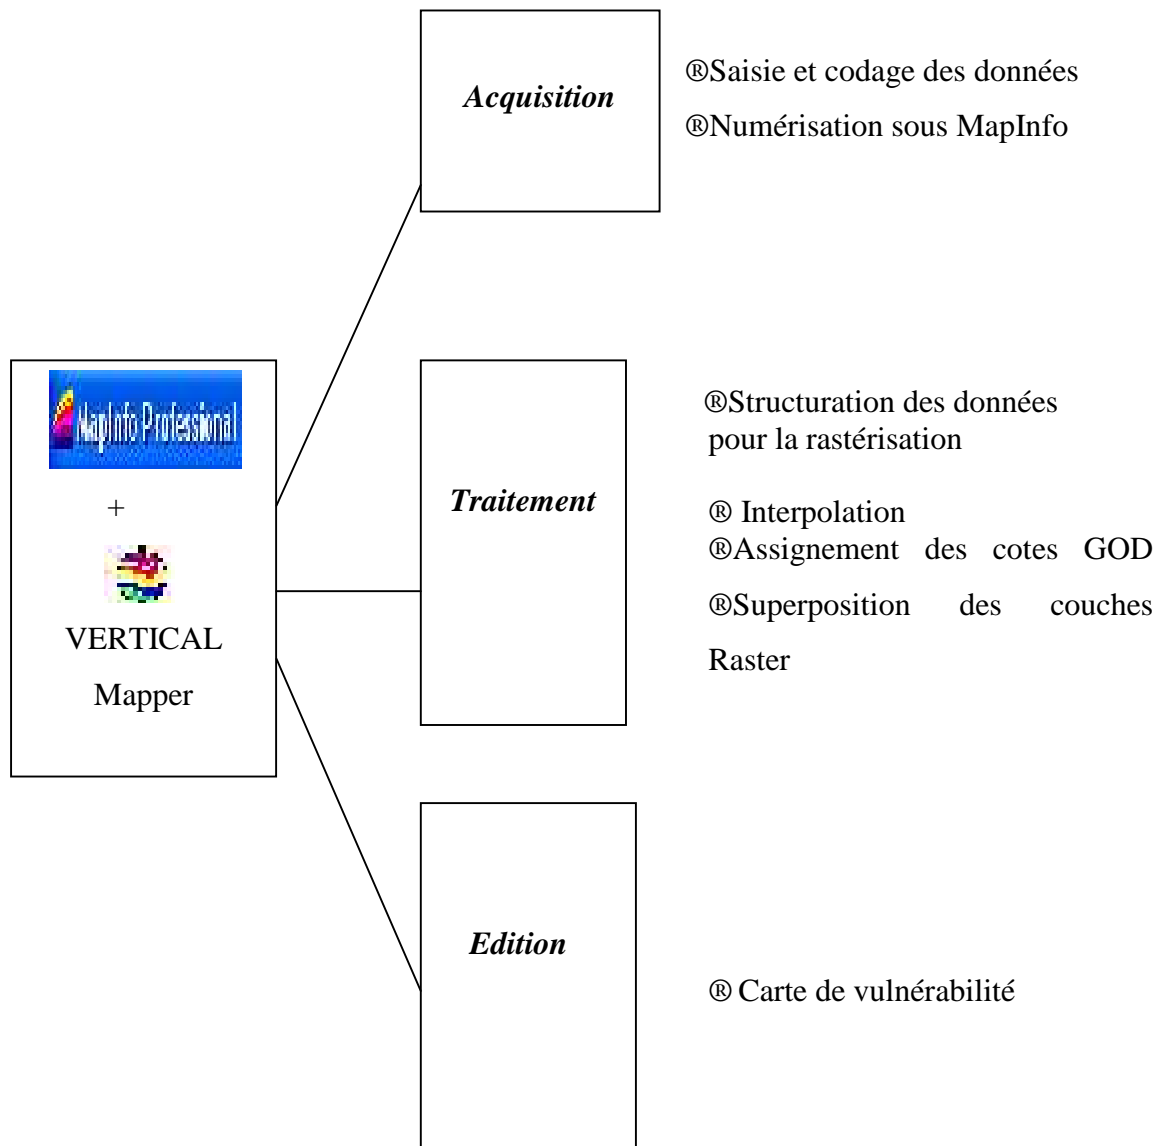 Acquisition
®Saisie et codage des données
®Numérisation sous MapInfo
MapInfo Professional
+
VERTICAL
Mapper
Traitement
®Structuration des données
pour la rastérisation
® Interpolation
®Assignement des cotes GOD
®Superposition des couches
Raster
Edition
® Carte de vulnérabilité